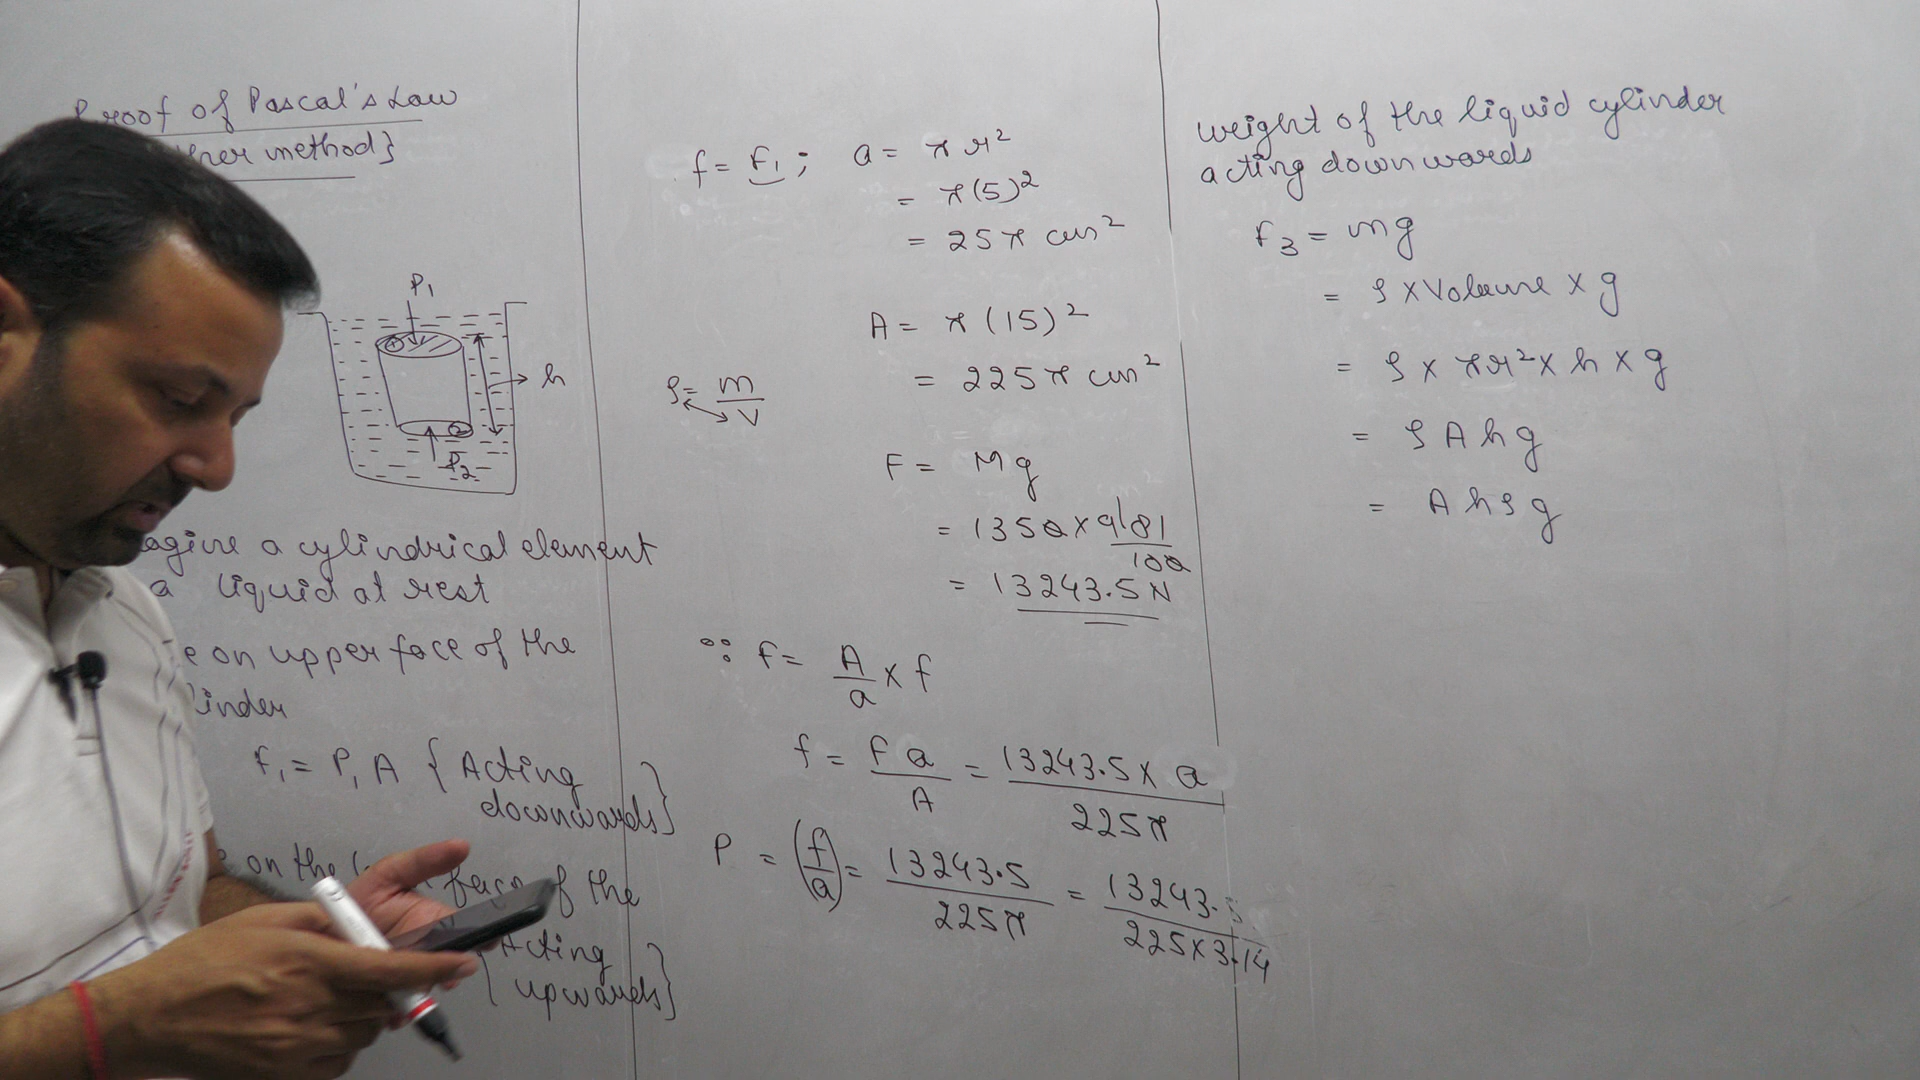 Proof of Pascal's Law
method}
P₁
h
P₂
a cylindrical element
a liquid at rest
on upper face of the
f₁ = P₁A {Acting
downwards}
on the face of the
Acting
upwards}
f = F₁ ; a = πr²
= π(5)²
= 25π cm²
A = π(15)²
= 225π cm²
ρ = m/V
F = Mg
= 1350 × 981/100
= 13243.5 N
∵ F = A/a × f
f = Fa/A = 13243.5 × a/225π
P = (f/a) = 13243.5/225π = 13243.5/225×3.14
weight of the liquid cylinder
acting downwards
F₃ = mg
= ρ × Volume × g
= ρ × πr² × h × g
= ρAhg
= Ahρg